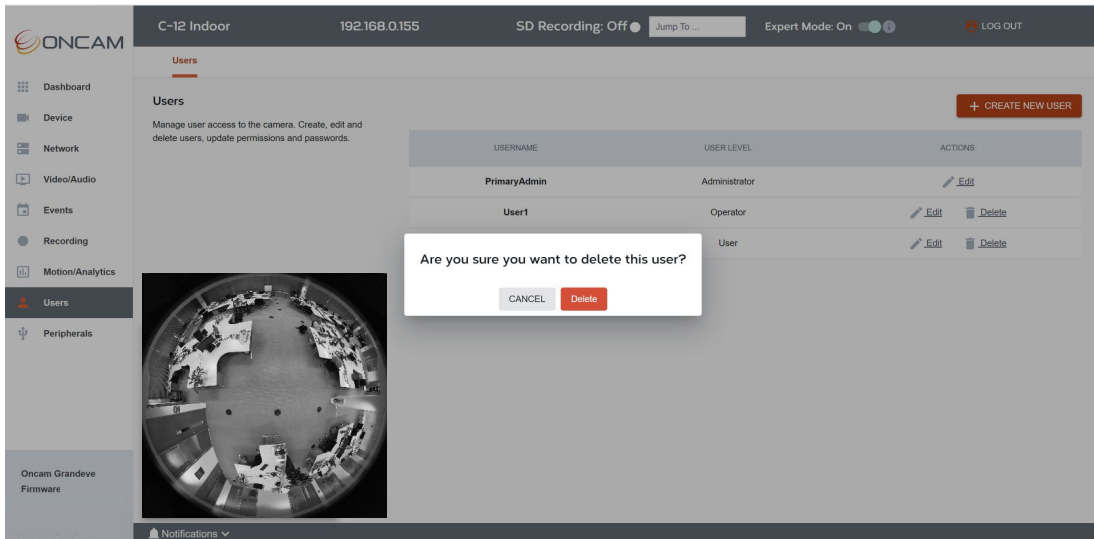 ONCAM
C-12 Indoor 192.168.0.155 SD Recording: Off Jump To ... Expert Mode: On LOG OUT
Users
Dashboard
Device
Network
Video/Audio
Events
Recording
Motion/Analytics
Users
Peripherals
Oncam Grandeve
Firmware
Users
Manage user access to the camera. Create, edit and
delete users, update permissions and passwords.
+ CREATE NEW USER
USERNAME USER LEVEL ACTIONS
PrimaryAdmin Administrator Edit
User1 Operator Edit Delete
User Edit Delete
Are you sure you want to delete this user?
CANCEL Delete
Notifications